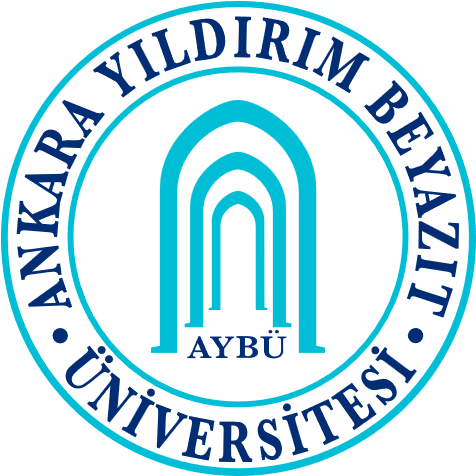 ANKARA YILDIRIM BEYAZIT
ÜNİVERSİTESİ
AYBÜ